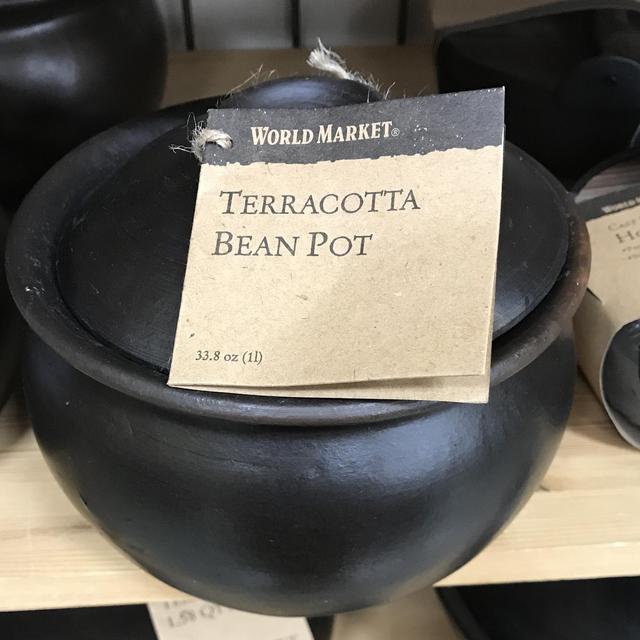 WORLD MARKET®
TERRACOTTA
BEAN POT
33.8 oz (1l)